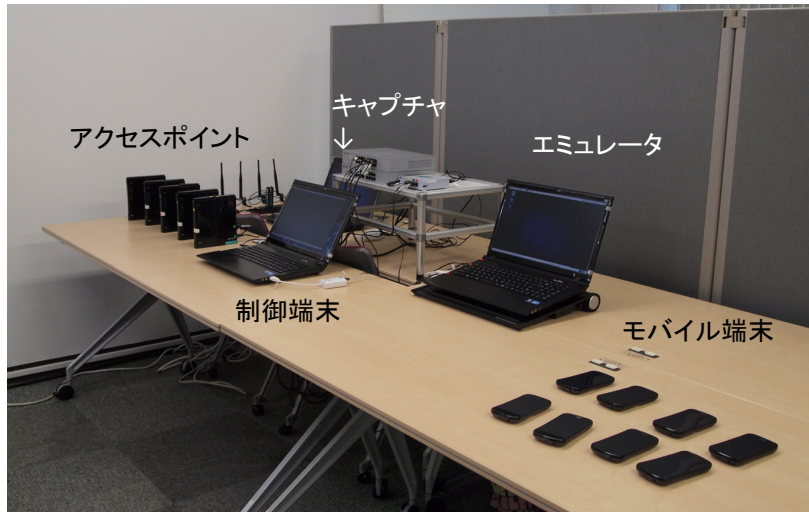 キャプチャ
↓
アクセスポイント
エミュレータ
制御端末
モバイル端末